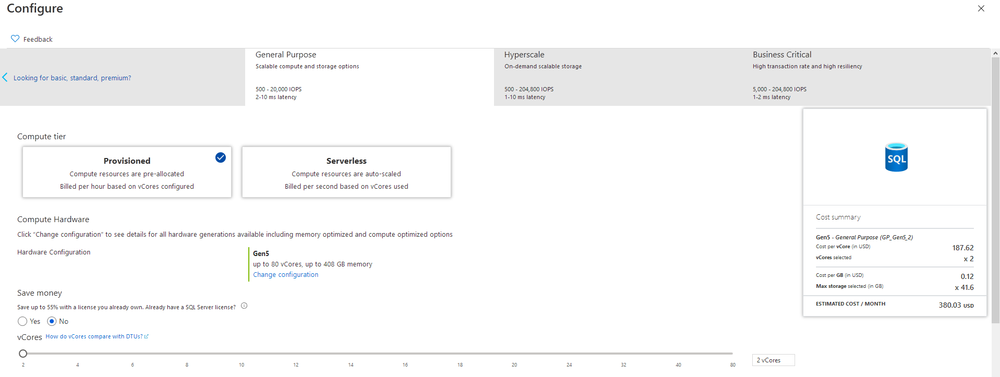 Configure
Feedback
Looking for basic, standard, premium?
General Purpose
Scalable compute and storage options
500 - 20,000 IOPS
2-10 ms latency
Hyperscale
On-demand scalable storage
500 - 204,800 IOPS
1-10 ms latency
Business Critical
High transaction rate and high resiliency
5,000 - 204,800 IOPS
1-2 ms latency
Compute tier
Provisioned
Compute resources are pre-allocated
Billed per hour based on vCores configured
Serverless
Compute resources are auto-scaled
Billed per second based on vCores used
Compute Hardware
Click "Change configuration" to see details for all hardware generations available including memory optimized and compute optimized options
Hardware Configuration
Gen5
up to 80 vCores, up to 408 GB memory
Change configuration
Save money
Save up to 55% with a license you already own. Already have a SQL Server license?
Yes No
vCores How do vCores compare with DTUs?
2 4 6 8 10 12 14 16 18 20 24 32 40 80
2 vCores
SQL
Cost summary
Gen5 - General Purpose (GP_Gen5_2)
Cost per vCore (in USD) 187.62
vCores selected x 2
Cost per GB (in USD) 0.12
Max storage selected (in GB) x 41.6
ESTIMATED COST / MONTH 380.03 USD